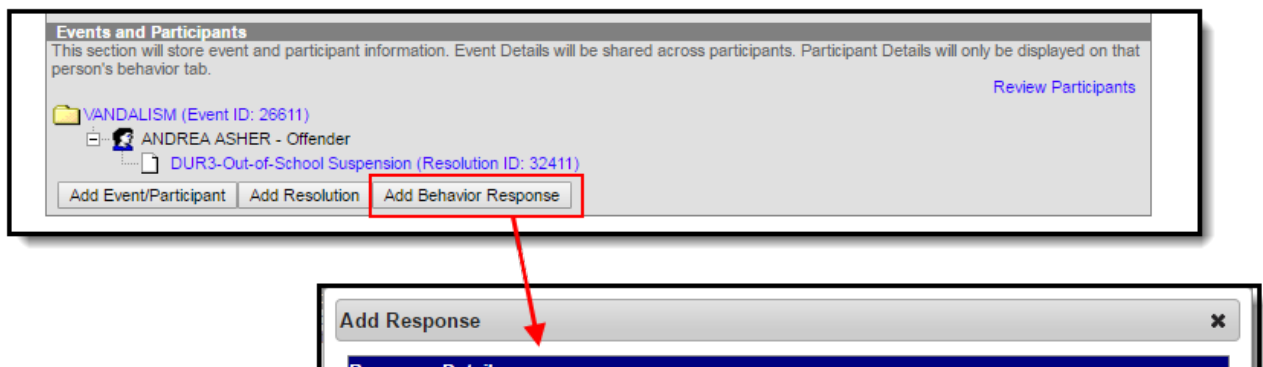 Events and Participants
This section will store event and participant information. Event Details will be shared across participants. Participant Details will only be displayed on that
person's behavior tab.
Review Participants
VANDALISM (Event ID: 26611)
ANDREA ASHER - Offender
DUR3-Out-of-School Suspension (Resolution ID: 32411)
Add Event/Participant Add Resolution Add Behavior Response
Add Response